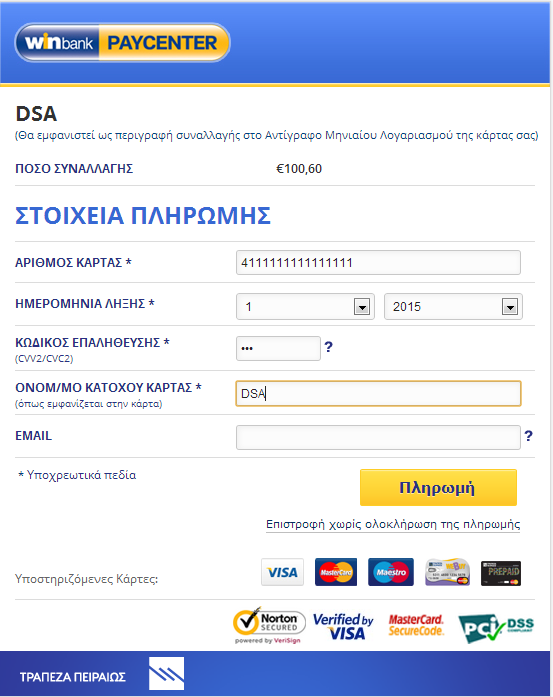 winbank PAYCENTER
DSA
(Θα εμφανιστεί ως περιγραφή συναλλαγής στο Αντίγραφο Μηνιαίου Λογαριασμού της κάρτας σας)
ΠΟΣΟ ΣΥΝΑΛΛΑΓΗΣ €100,60
ΣΤΟΙΧΕΙΑ ΠΛΗΡΩΜΗΣ
ΑΡΙΘΜΟΣ ΚΑΡΤΑΣ * 4111111111111111
ΗΜΕΡΟΜΗΝΙΑ ΛΗΞΗΣ * 1 2015
ΚΩΔΙΚΟΣ ΕΠΑΛΗΘΕΥΣΗΣ * ••• ?
(CVV2/CVC2)
ΟΝΟΜ/ΜΟ ΚΑΤΟΧΟΥ ΚΑΡΤΑΣ * DSA
(όπως εμφανίζεται στην κάρτα)
EMAIL ?
* Υποχρεωτικά πεδία
Πληρωμή
Επιστροφή χωρίς ολοκλήρωση της πληρωμής
Υποστηριζόμενες Κάρτες: VISA MasterCard Maestro PREPAID
Norton SECURED powered by VeriSign
Verified by VISA
MasterCard. SecureCode.
PCI DSS COMPLIANT
ΤΡΑΠΕΖΑ ΠΕΙΡΑΙΩΣ